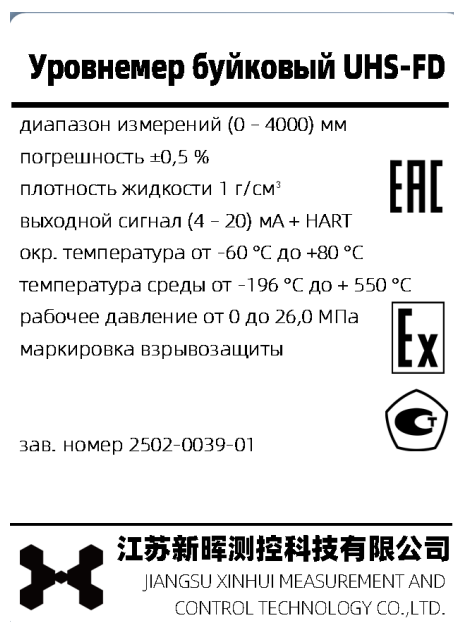 Уровнемер буйковый UHS-FD
диапазон измерений (0 – 4000) мм
погрешность ±0,5 %
плотность жидкости 1 г/см³
выходной сигнал (4 – 20) мА + HART
окр. температура от -60 °C до +80 °C
температура среды от -196 °C до + 550 °C
рабочее давление от 0 до 26,0 МПа
маркировка взрывозащиты
зав. номер 2502-0039-01
EAC
Ex
СТ
江苏新晖测控科技有限公司
JIANGSU XINHUI MEASUREMENT AND
CONTROL TECHNOLOGY CO.,LTD.